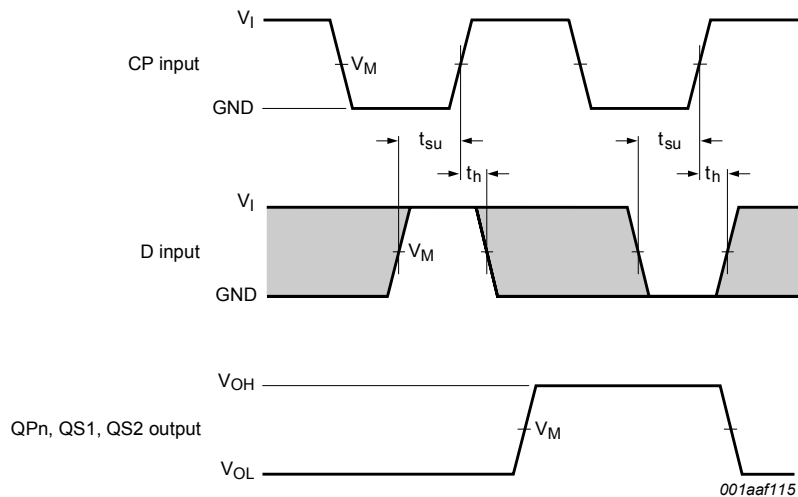 V_I
CP input
V_M
GND
t_su
t_su
t_h
t_h
V_I
D input
V_M
GND
V_OH
QPn, QS1, QS2 output
V_M
V_OL
001aaf115